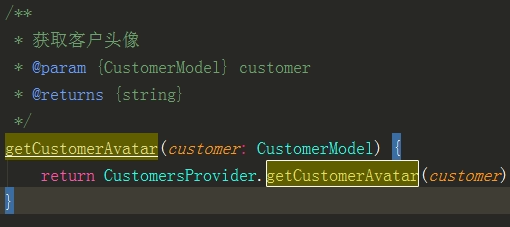 /**
* 获取客户头像
* @param {CustomerModel} customer
* @returns {string}
*/
getCustomerAvatar(customer: CustomerModel) {
return CustomersProvider.getCustomerAvatar(customer)
}